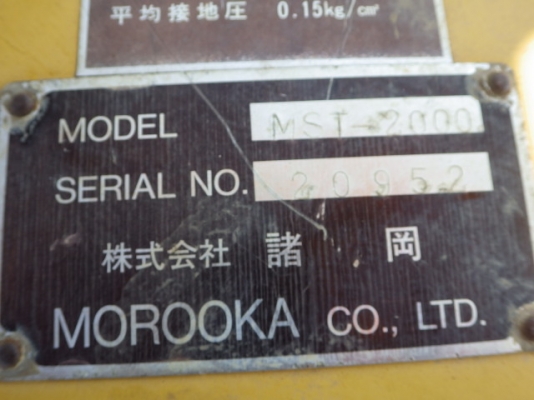 平均接地圧 0.15kg/cm²
MODEL MST-2000
SERIAL NO. 20952
株式会社 諸岡
MOROOKA CO., LTD.